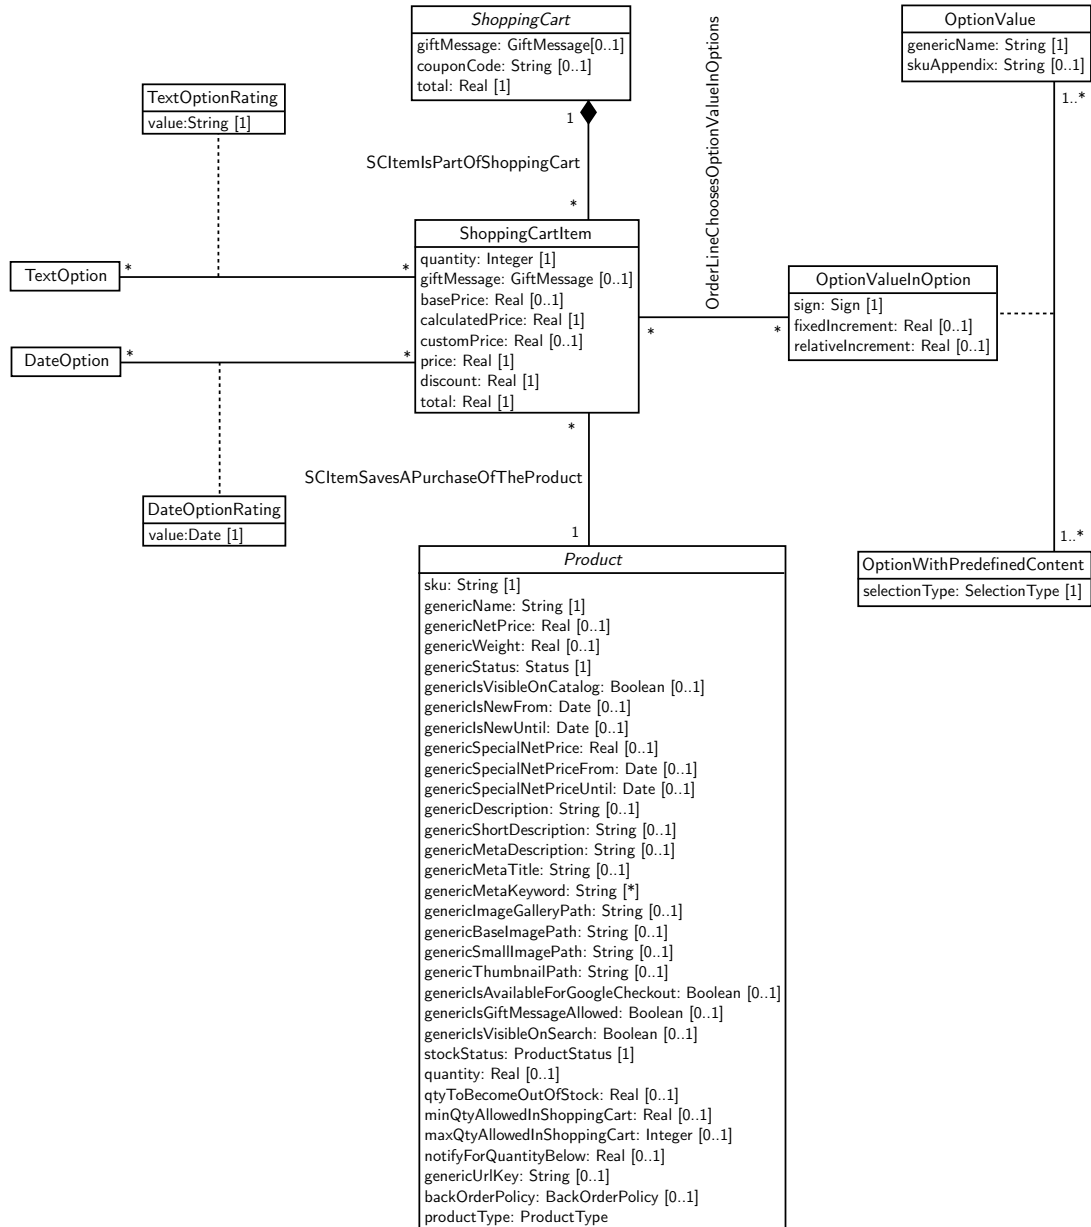 ShoppingCart
giftMessage: GiftMessage[0..1]
couponCode: String [0..1]
total: Real [1]
OptionValue
genericName: String [1]
skuAppendix: String [0..1]
1..*
TextOptionRating
value:String [1]
1
SCItemIsPartOfShoppingCart
*
OrderLineChoosesOptionValueInOptions
ShoppingCartItem
quantity: Integer [1]
giftMessage: GiftMessage [0..1]
basePrice: Real [0..1]
calculatedPrice: Real [1]
customPrice: Real [0..1]
price: Real [1]
discount: Real [1]
total: Real [1]
TextOption
*
*
DateOption
*
*
OptionValueInOption
sign: Sign [1]
fixedIncrement: Real [0..1]
relativeIncrement: Real [0..1]
*
*
*
SCItemSavesAPurchaseOfTheProduct
1
DateOptionRating
value:Date [1]
1..*
OptionWithPredefinedContent
selectionType: SelectionType [1]
Product
sku: String [1]
genericName: String [1]
genericNetPrice: Real [0..1]
genericWeight: Real [0..1]
genericStatus: Status [1]
genericIsVisibleOnCatalog: Boolean [0..1]
genericIsNewFrom: Date [0..1]
genericIsNewUntil: Date [0..1]
genericSpecialNetPrice: Real [0..1]
genericSpecialNetPriceFrom: Date [0..1]
genericSpecialNetPriceUntil: Date [0..1]
genericDescription: String [0..1]
genericShortDescription: String [0..1]
genericMetaDescription: String [0..1]
genericMetaTitle: String [0..1]
genericMetaKeyword: String [*]
genericImageGalleryPath: String [0..1]
genericBaseImagePath: String [0..1]
genericSmallImagePath: String [0..1]
genericThumbnailPath: String [0..1]
genericIsAvailableForGoogleCheckout: Boolean [0..1]
genericIsGiftMessageAllowed: Boolean [0..1]
genericIsVisibleOnSearch: Boolean [0..1]
stockStatus: ProductStatus [1]
quantity: Real [0..1]
qtyToBecomeOutOfStock: Real [0..1]
minQtyAllowedInShoppingCart: Real [0..1]
maxQtyAllowedInShoppingCart: Integer [0..1]
notifyForQuantityBelow: Real [0..1]
genericUrlKey: String [0..1]
backOrderPolicy: BackOrderPolicy [0..1]
productType: ProductType